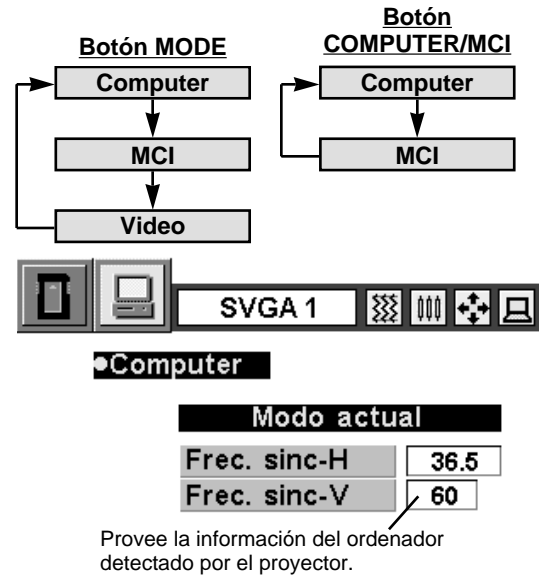 Botón MODE
Computer
MCI
Video
Botón
COMPUTER/MCI
Computer
MCI
SVGA 1
●Computer
Modo actual
Frec. sinc-H 36.5
Frec. sinc-V 60
Provee la información del ordenador
detectado por el proyector.